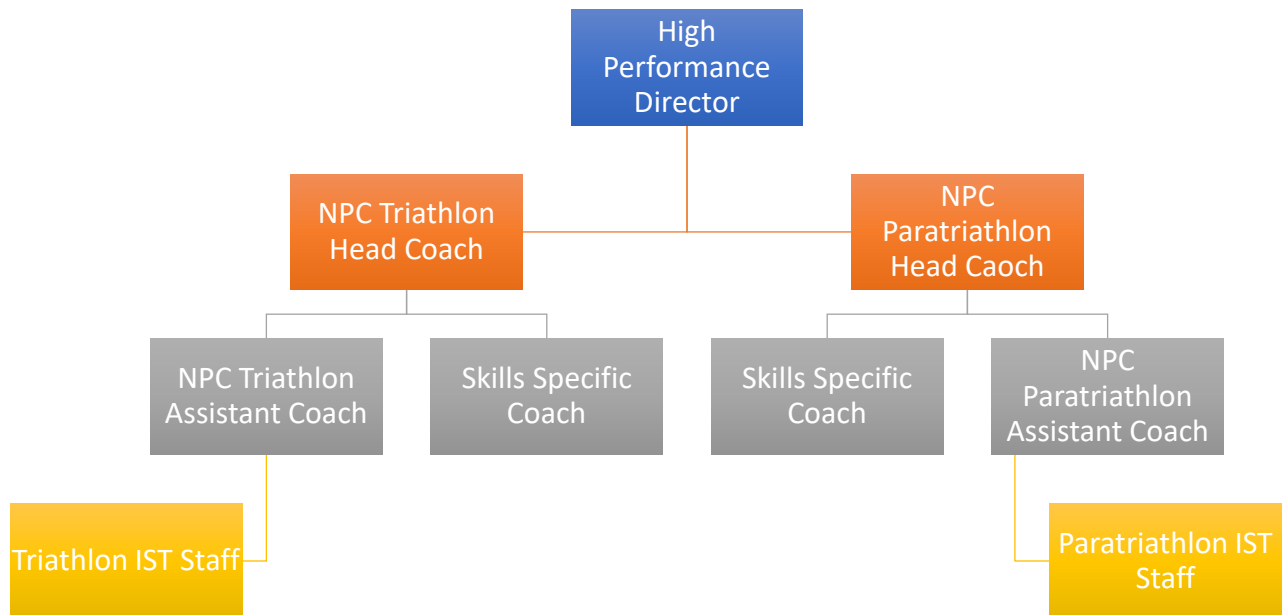 High
Performance
Director
NPC Triathlon
Head Coach
NPC
Paratriathlon
Head Caoch
NPC Triathlon
Assistant Coach
Skills Specific
Coach
Skills Specific
Coach
NPC
Paratriathlon
Assistant Coach
Triathlon IST Staff
Paratriathlon IST
Staff